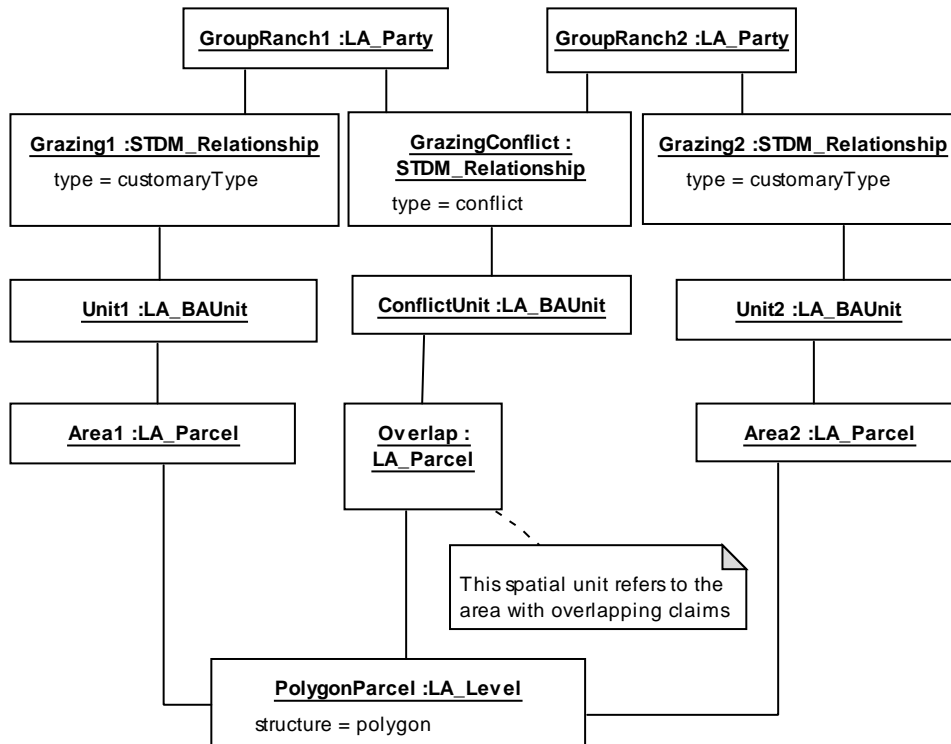 GroupRanch1 :LA_Party
GroupRanch2 :LA_Party
Grazing1 :STDM_Relationship
type = customaryType
GrazingConflict :
STDM_Relationship
type = conflict
Grazing2 :STDM_Relationship
type = customaryType
Unit1 :LA_BAUnit
ConflictUnit :LA_BAUnit
Unit2 :LA_BAUnit
Area1 :LA_Parcel
Overlap :
LA_Parcel
Area2 :LA_Parcel
This spatial unit refers to the
area with overlapping claims
PolygonParcel :LA_Level
structure = polygon